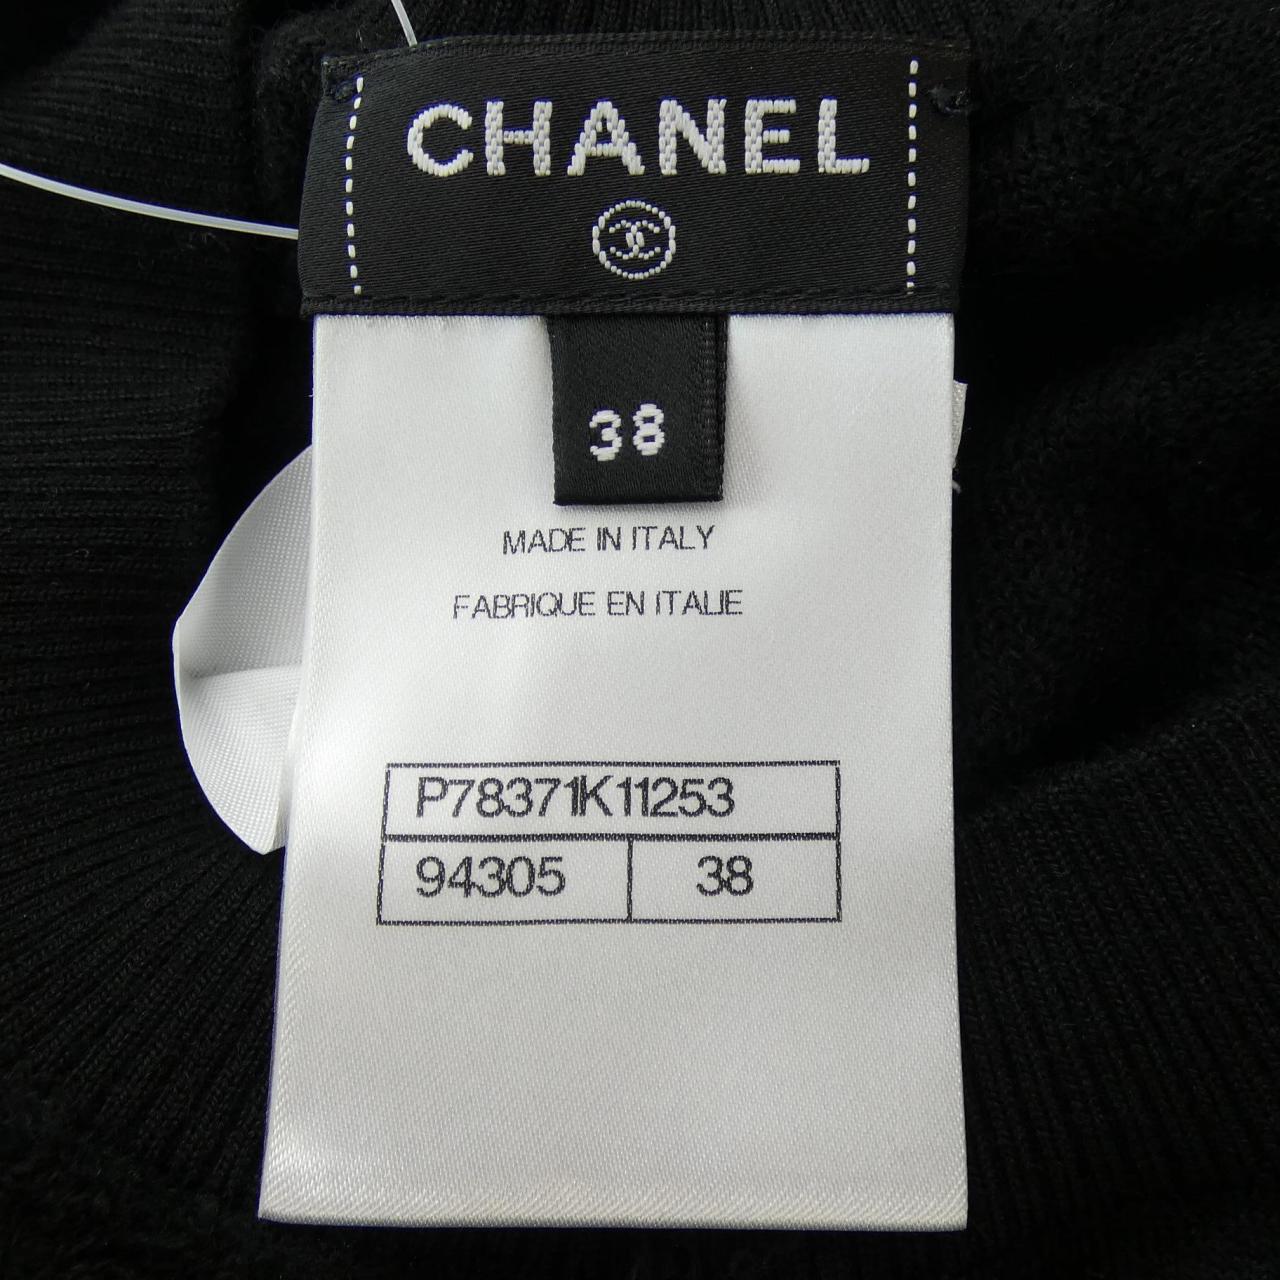 CHANEL
38
MADE IN ITALY
FABRIQUE EN ITALIE
P78371K11253
94305 38